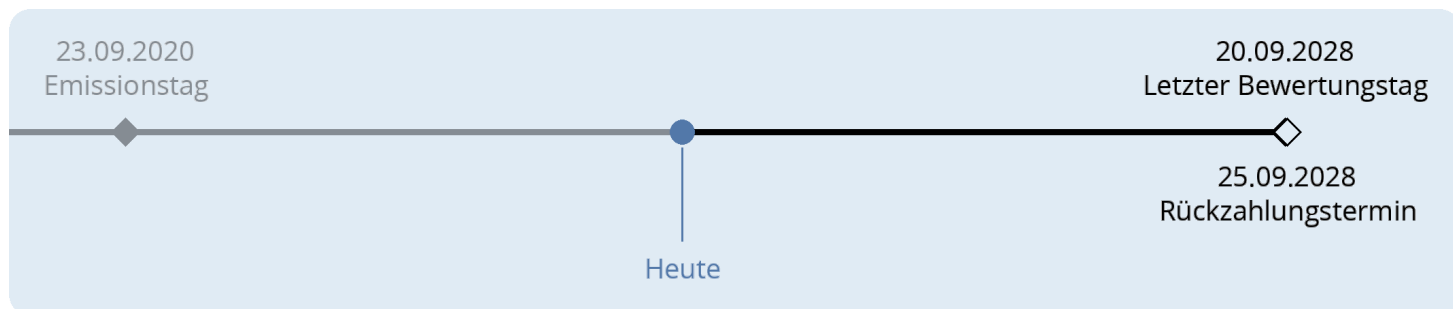 23.09.2020
Emissionstag
20.09.2028
Letzter Bewertungstag
25.09.2028
Rückzahlungstermin
Heute